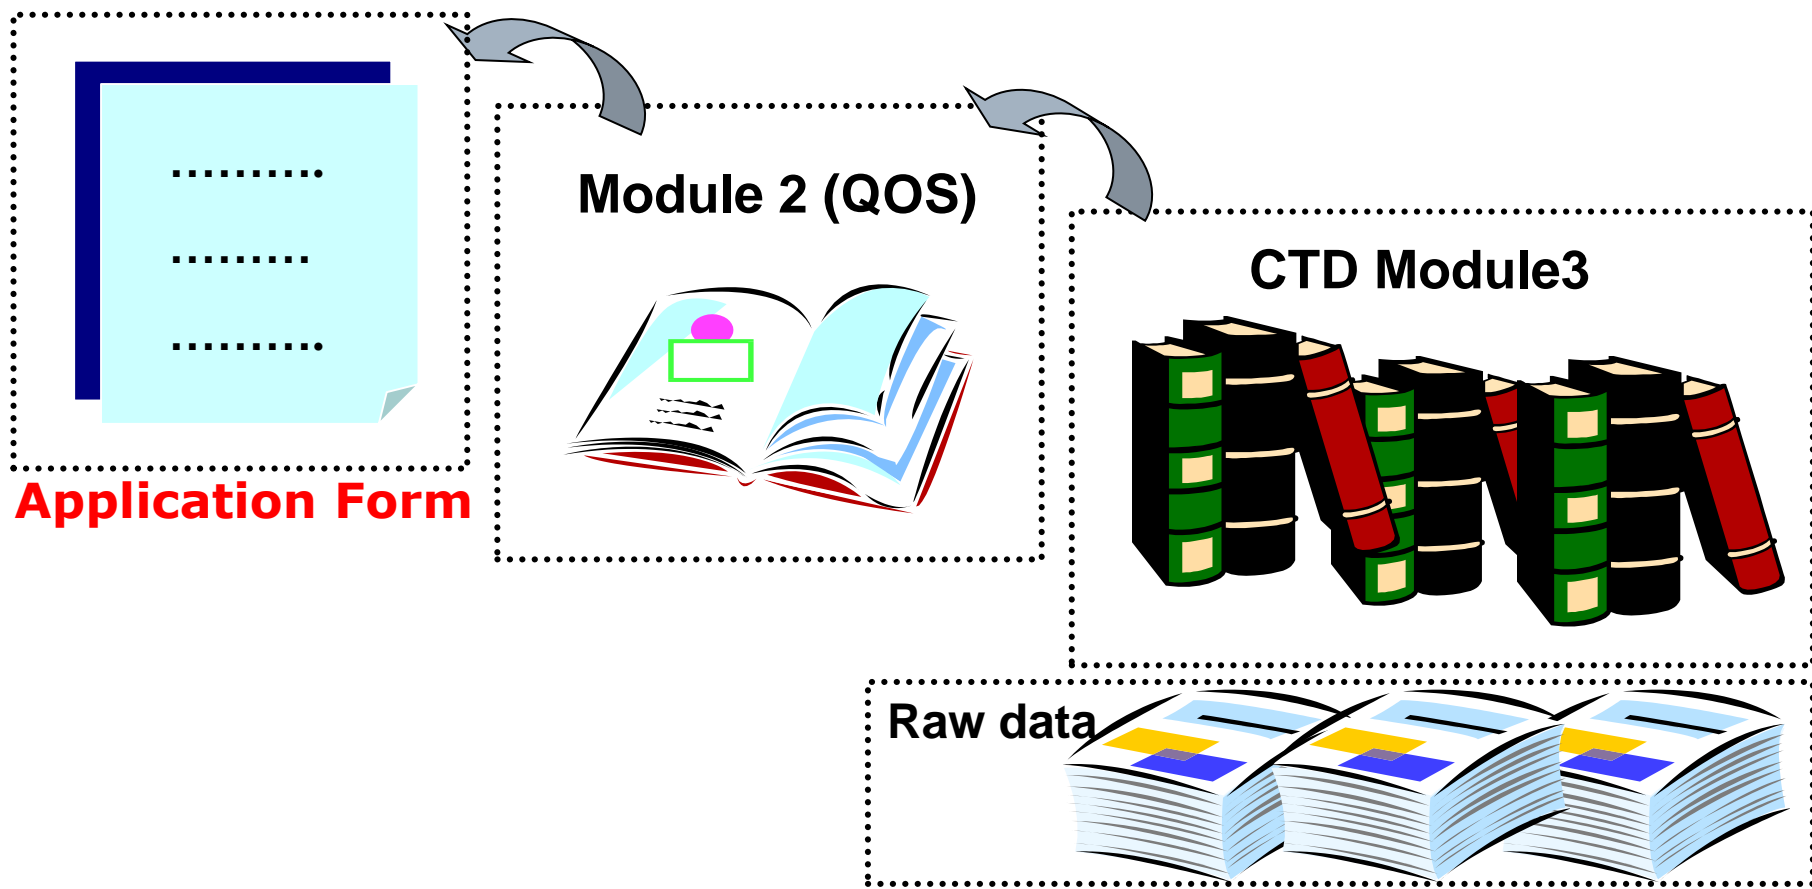 ……….
………
……….
Application Form
Module 2 (QOS)
CTD Module3
Raw data